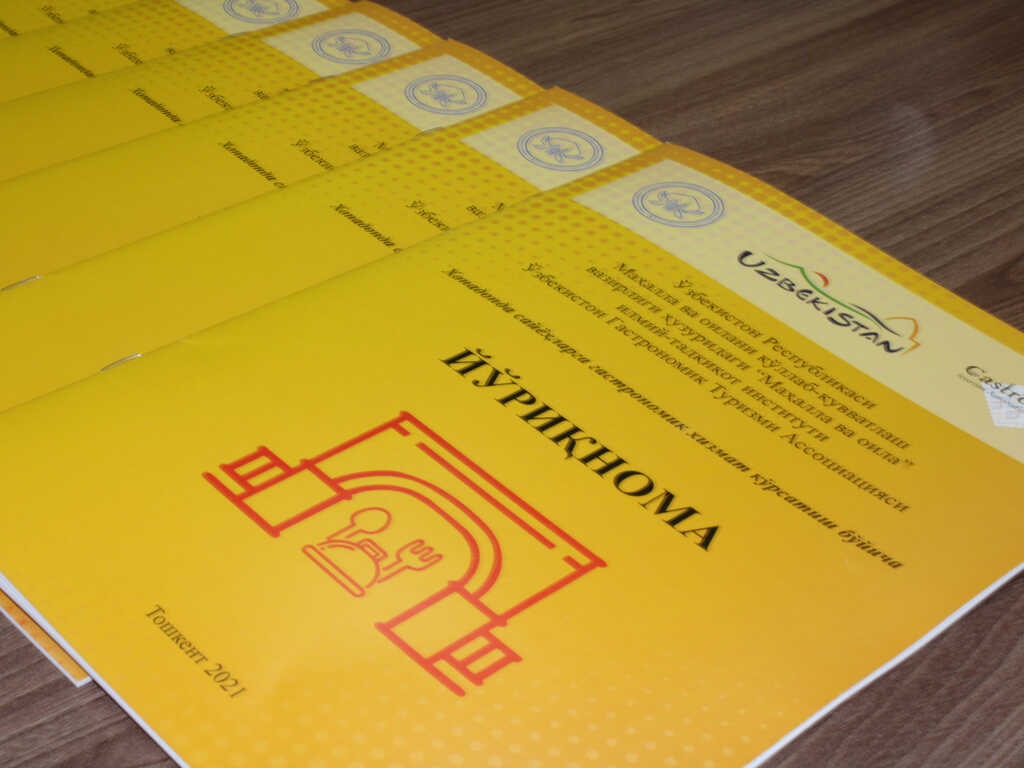 UZBEKISTAN
Gastro
Ўзбекистон Республикаси
Маҳалла ва оилани қўллаб-қувватлаш
вазирлиги ҳузуридаги "Маҳалла ва оила"
илмий-тадқиқот институти
Ўзбекистон Гастрономик Туризми Ассоциацияси
Хонадонда сайёҳларга гастрономик хизмат кўрсатиш бўйича
ЙЎРИҚНОМА
Тошкент 2021